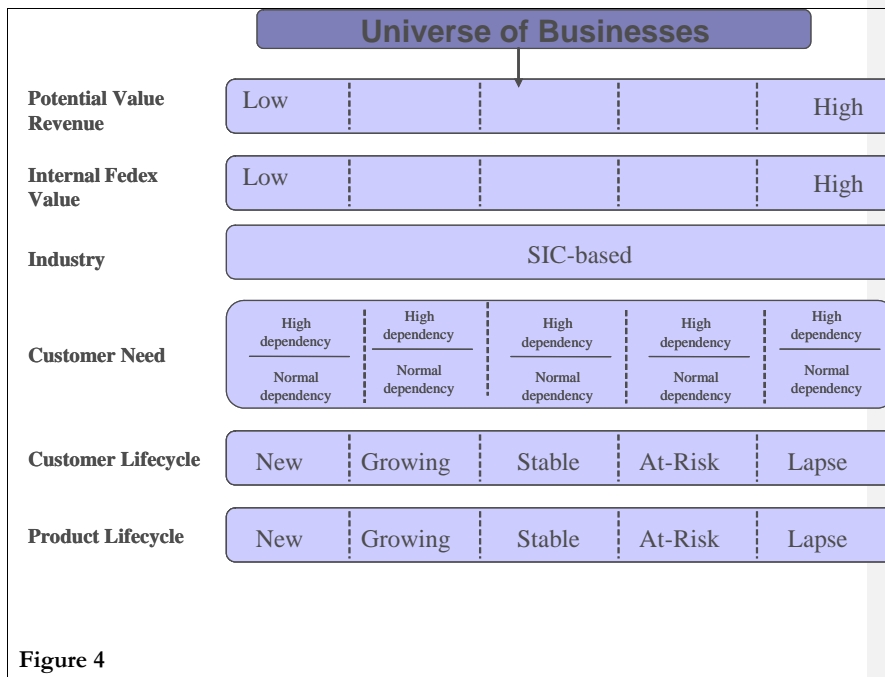 Universe of Businesses
Potential Value
Revenue
Low
High
Internal Fedex
Value
Low
High
Industry
SIC-based
Customer Need
High
dependency
Normal
dependency
High
dependency
Normal
dependency
High
dependency
Normal
dependency
High
dependency
Normal
dependency
High
dependency
Normal
dependency
Customer Lifecycle
New
Growing
Stable
At-Risk
Lapse
Product Lifecycle
New
Growing
Stable
At-Risk
Lapse
Figure 4